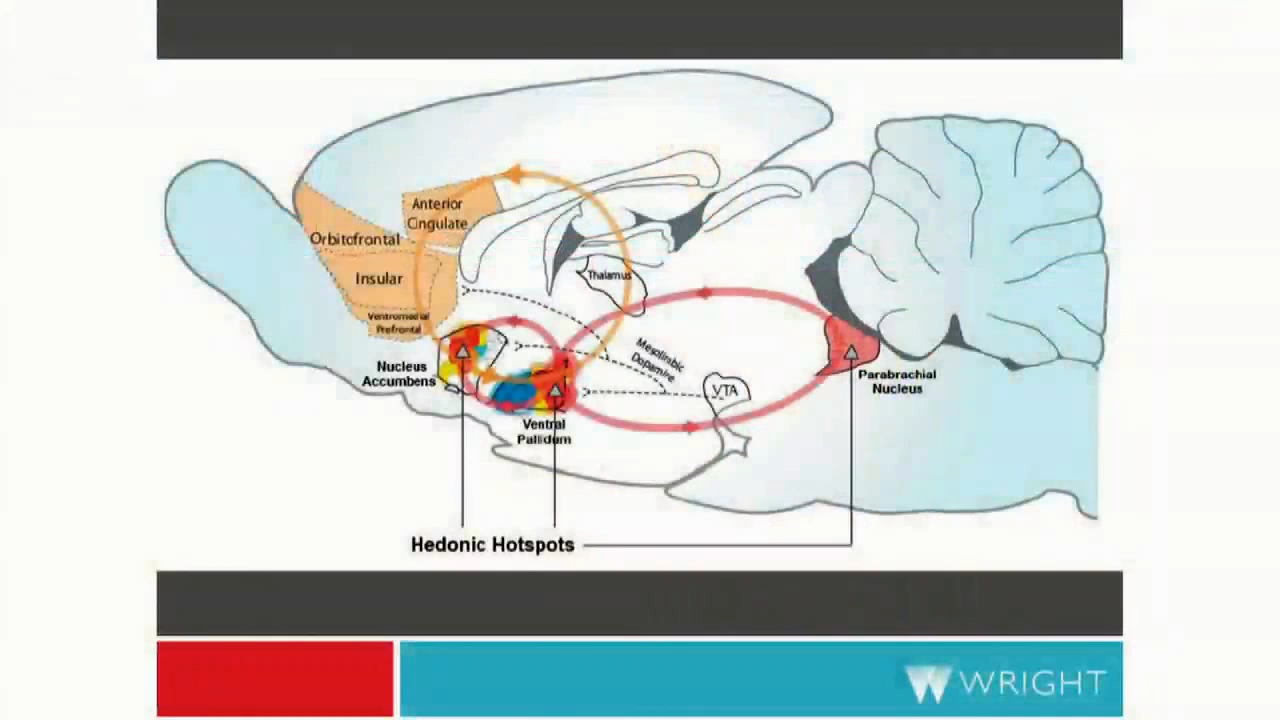 Anterior
Cingulate
Orbitofrontal
Insular
Thalamus
Ventromedial
Prefrontal
Mesolimbic
Dopamine
Nucleus
Accumbens
VTA
Parabrachial
Nucleus
Ventral
Pallidum
Hedonic Hotspots
WRIGHT